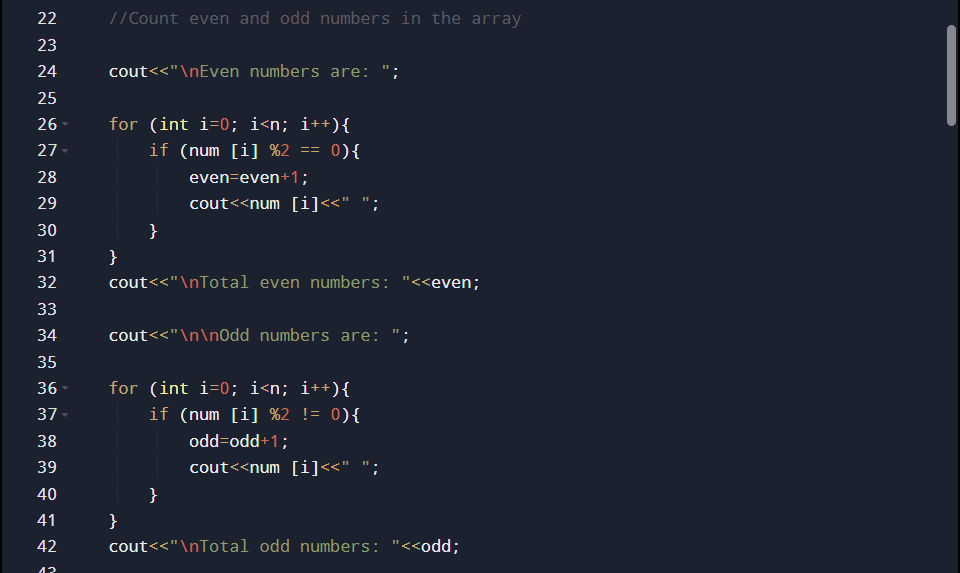 22 //Count even and odd numbers in the array
23
24 cout<<"\nEven numbers are: ";
25
26 for (int i=0; i<n; i++){
27 if (num [i] %2 == 0){
28 even=even+1;
29 cout<<num [i]<<" ";
30 }
31 }
32 cout<<"\nTotal even numbers: "<<even;
33
34 cout<<"\n\nOdd numbers are: ";
35
36 for (int i=0; i<n; i++){
37 if (num [i] %2 != 0){
38 odd=odd+1;
39 cout<<num [i]<<" ";
40 }
41 }
42 cout<<"\nTotal odd numbers: "<<odd;
43